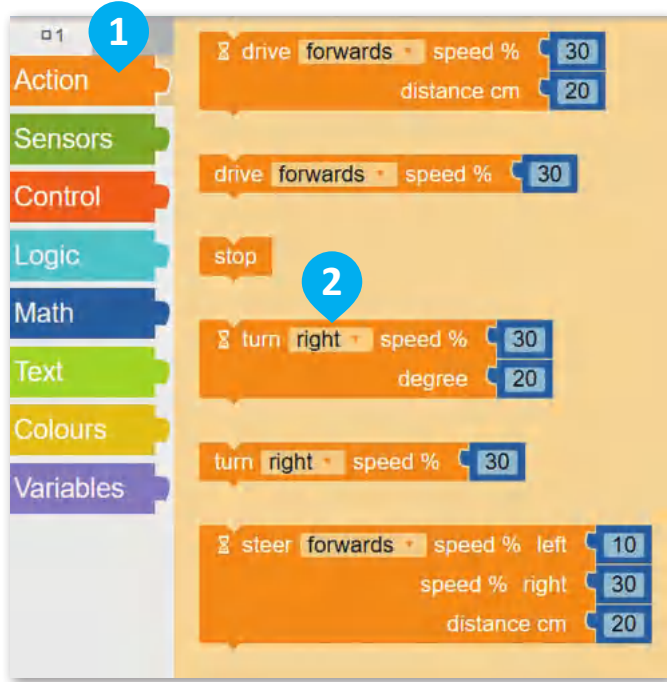 1
1
Action
Sensors
Control
Logic
Math
Text
Colours
Variables
drive forwards speed % 30
distance cm 20
drive forwards speed % 30
stop
2
turn right speed % 30
degree 20
turn right speed % 30
steer forwards speed % left 10
speed % right 30
distance cm 20